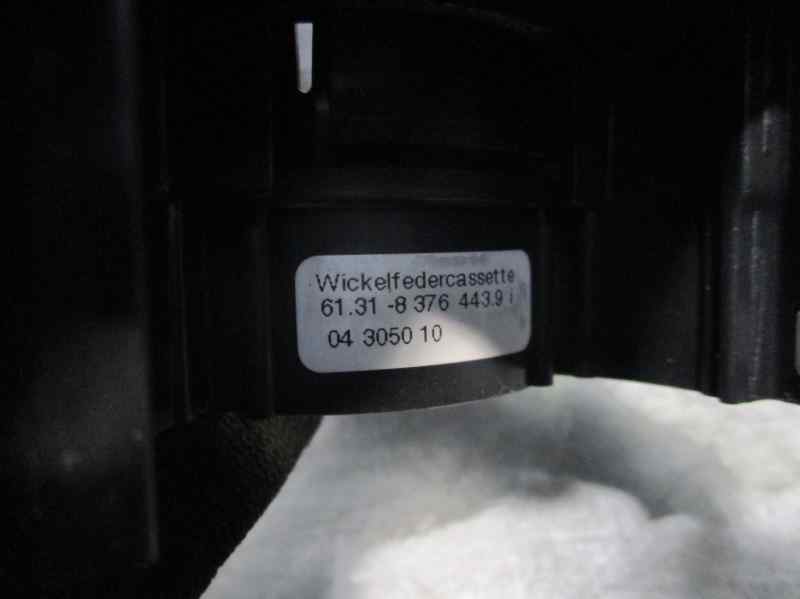 Wickelfedercassette
61.31 -8 376 443.9 i
04 3050 10